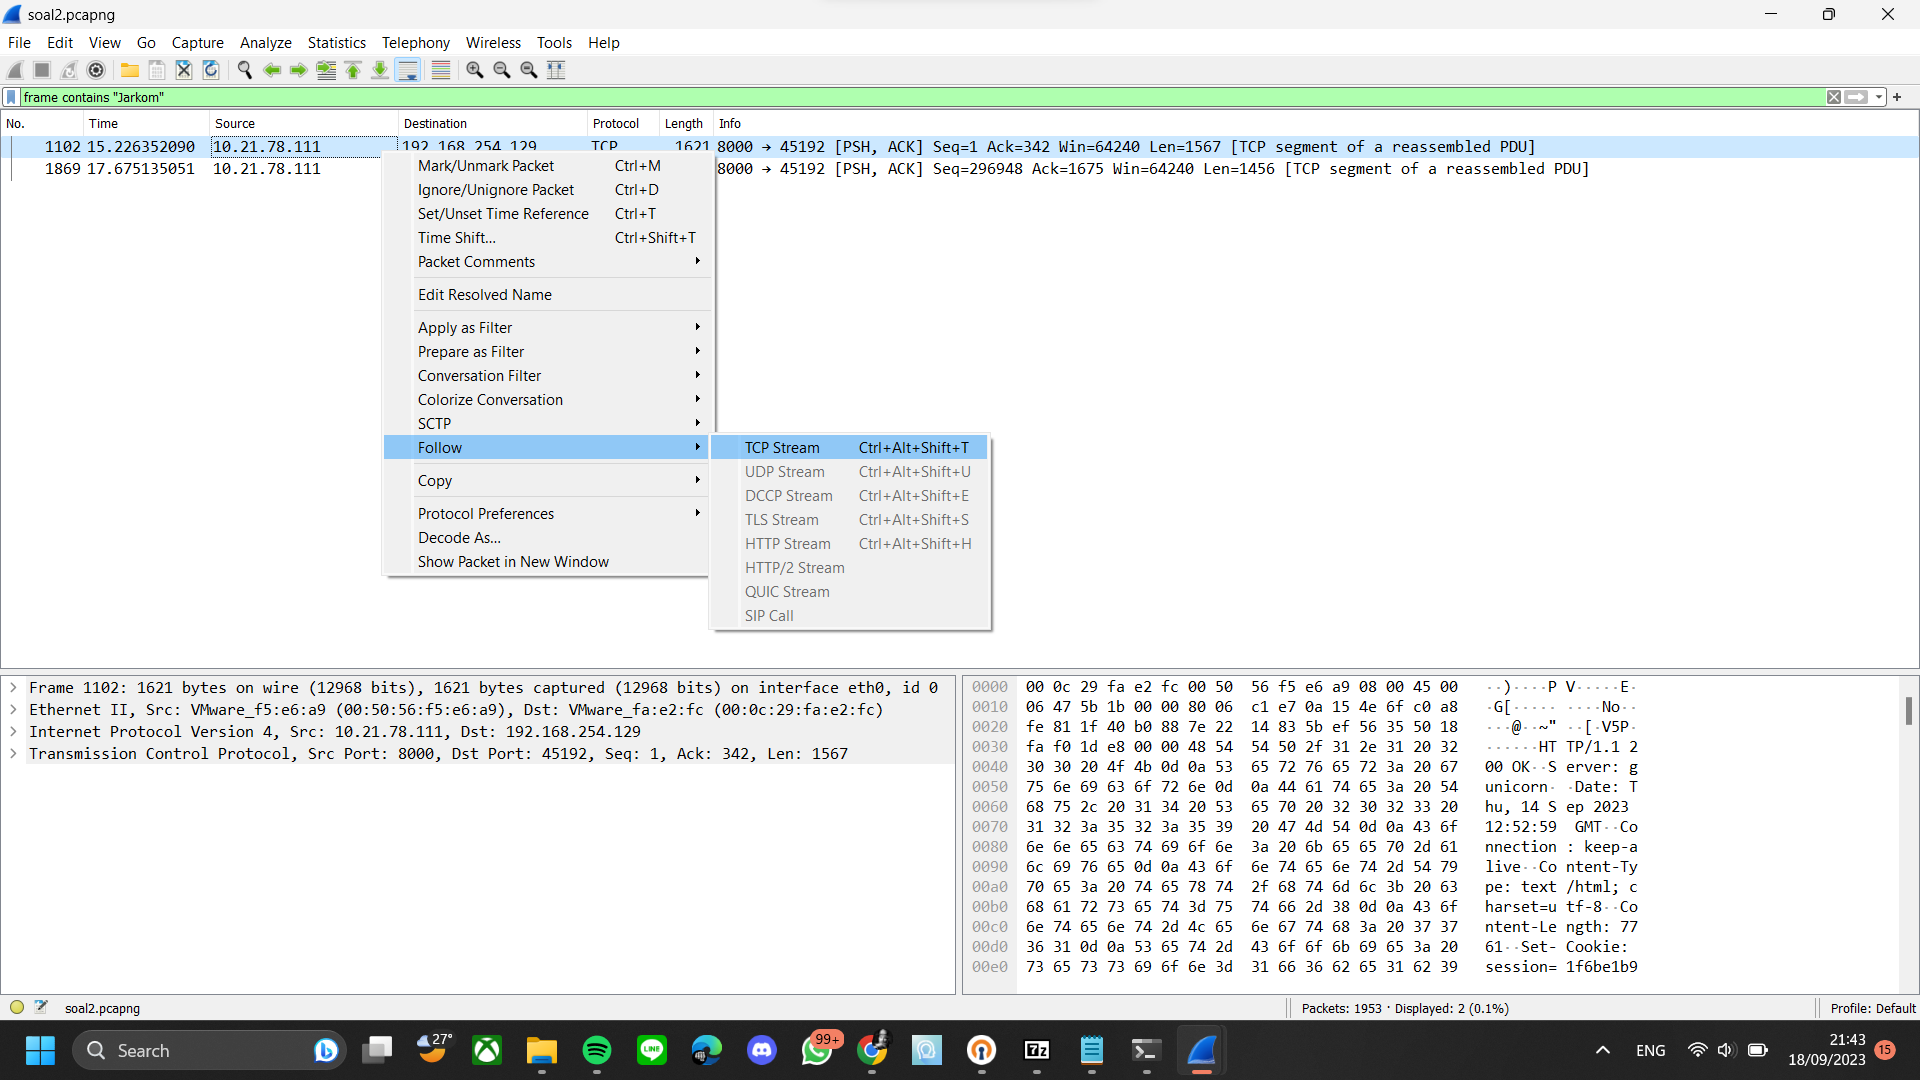 soal2.pcapng
File Edit View Go Capture Analyze Statistics Telephony Wireless Tools Help
frame contains "Jarkom"
No. Time Source Destination Protocol Length Info
1102 15.226352090 10.21.78.111 192.168.254.129 TCP 1621 8000 → 45192 [PSH, ACK] Seq=1 Ack=342 Win=64240 Len=1567 [TCP segment of a reassembled PDU]
1869 17.675135051 10.21.78.111 8000 → 45192 [PSH, ACK] Seq=296948 Ack=1675 Win=64240 Len=1456 [TCP segment of a reassembled PDU]
Mark/Unmark Packet Ctrl+M
Ignore/Unignore Packet Ctrl+D
Set/Unset Time Reference Ctrl+T
Time Shift... Ctrl+Shift+T
Packet Comments
Edit Resolved Name
Apply as Filter
Prepare as Filter
Conversation Filter
Colorize Conversation
SCTP
Follow
Copy
Protocol Preferences
Decode As...
Show Packet in New Window
TCP Stream Ctrl+Alt+Shift+T
UDP Stream Ctrl+Alt+Shift+U
DCCP Stream Ctrl+Alt+Shift+E
TLS Stream Ctrl+Alt+Shift+S
HTTP Stream Ctrl+Alt+Shift+H
HTTP/2 Stream
QUIC Stream
SIP Call
Frame 1102: 1621 bytes on wire (12968 bits), 1621 bytes captured (12968 bits) on interface eth0, id 0
Ethernet II, Src: VMware_f5:e6:a9 (00:50:56:f5:e6:a9), Dst: VMware_fa:e2:fc (00:0c:29:fa:e2:fc)
Internet Protocol Version 4, Src: 10.21.78.111, Dst: 192.168.254.129
Transmission Control Protocol, Src Port: 8000, Dst Port: 45192, Seq: 1, Ack: 342, Len: 1567
0000 00 0c 29 fa e2 fc 00 50 56 f5 e6 a9 08 00 45 00 ··)····P V·····E·
0010 06 47 5b 1b 00 00 80 06 c1 e7 0a 15 4e 6f c0 a8 ·G[····· ····No··
0020 fe 81 1f 40 b0 88 7e 22 14 83 5b ef 56 35 50 18 ···@··~" ··[·V5P·
0030 fa f0 1d e8 00 00 48 54 54 50 2f 31 2e 31 20 32 ······HT TP/1.1 2
0040 30 30 20 4f 4b 0d 0a 53 65 72 76 65 72 3a 20 67 00 OK··S erver: g
0050 75 6e 69 63 6f 72 6e 0d 0a 44 61 74 65 3a 20 54 unicorn· ·Date: T
0060 68 75 2c 20 31 34 20 53 65 70 20 32 30 32 33 20 hu, 14 S ep 2023
0070 31 32 3a 35 32 3a 35 39 20 47 4d 54 0d 0a 43 6f 12:52:59 GMT··Co
0080 6e 6e 65 63 74 69 6f 6e 3a 20 6b 65 65 70 2d 61 nnection : keep-a
0090 6c 69 76 65 0d 0a 43 6f 6e 74 65 6e 74 2d 54 79 live··Co ntent-Ty
00a0 70 65 3a 20 74 65 78 74 2f 68 74 6d 6c 3b 20 63 pe: text /html; c
00b0 68 61 72 73 65 74 3d 75 74 66 2d 38 0d 0a 43 6f harset=u tf-8··Co
00c0 6e 74 65 6e 74 2d 4c 65 6e 67 74 68 3a 20 37 37 ntent-Le ngth: 77
00d0 36 31 0d 0a 53 65 74 2d 43 6f 6f 6b 69 65 3a 20 61··Set- Cookie:
00e0 73 65 73 73 69 6f 6e 3d 31 66 36 62 65 31 62 39 session= 1f6be1b9
soal2.pcapng Packets: 1953 · Displayed: 2 (0.1%) Profile: Default
Search 27° LINE 99+ 7z ENG 21:43
18/09/2023 15